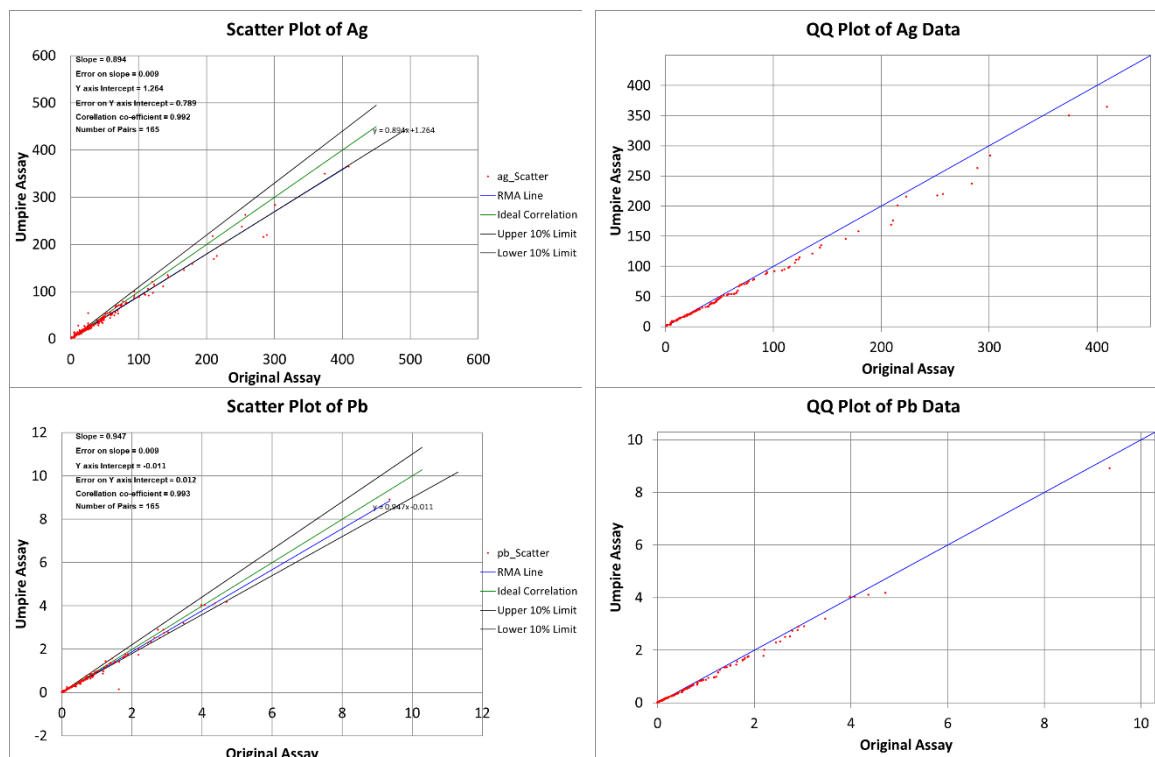 Scatter Plot of Ag
600
500
400
300
200
100
0
Slope = 0.894
Error on slope = 0.009
Y axis Intercept = 1.264
Error on Y axis Intercept = 0.789
Corellation co-efficient = 0.992
Number of Pairs = 165
y = 0.894x+1.264
Umpire Assay
0 100 200 300 400 500 600
Original Assay
ag_Scatter
RMA Line
Ideal Correlation
Upper 10% Limit
Lower 10% Limit
QQ Plot of Ag Data
400
350
300
250
200
150
100
50
0
Umpire Assay
0 100 200 300 400
Original Assay
Scatter Plot of Pb
12
10
8
6
4
2
0
-2
Slope = 0.947
Error on slope = 0.009
Y axis Intercept = -0.011
Error on Y axis Intercept = 0.012
Corellation co-efficient = 0.993
Number of Pairs = 165
y = 0.947x-0.011
Umpire Assay
0 2 4 6 8 10 12
Original Assay
pb_Scatter
RMA Line
Ideal Correlation
Upper 10% Limit
Lower 10% Limit
QQ Plot of Pb Data
10
8
6
4
2
0
Umpire Assay
0 2 4 6 8 10
Original Assay